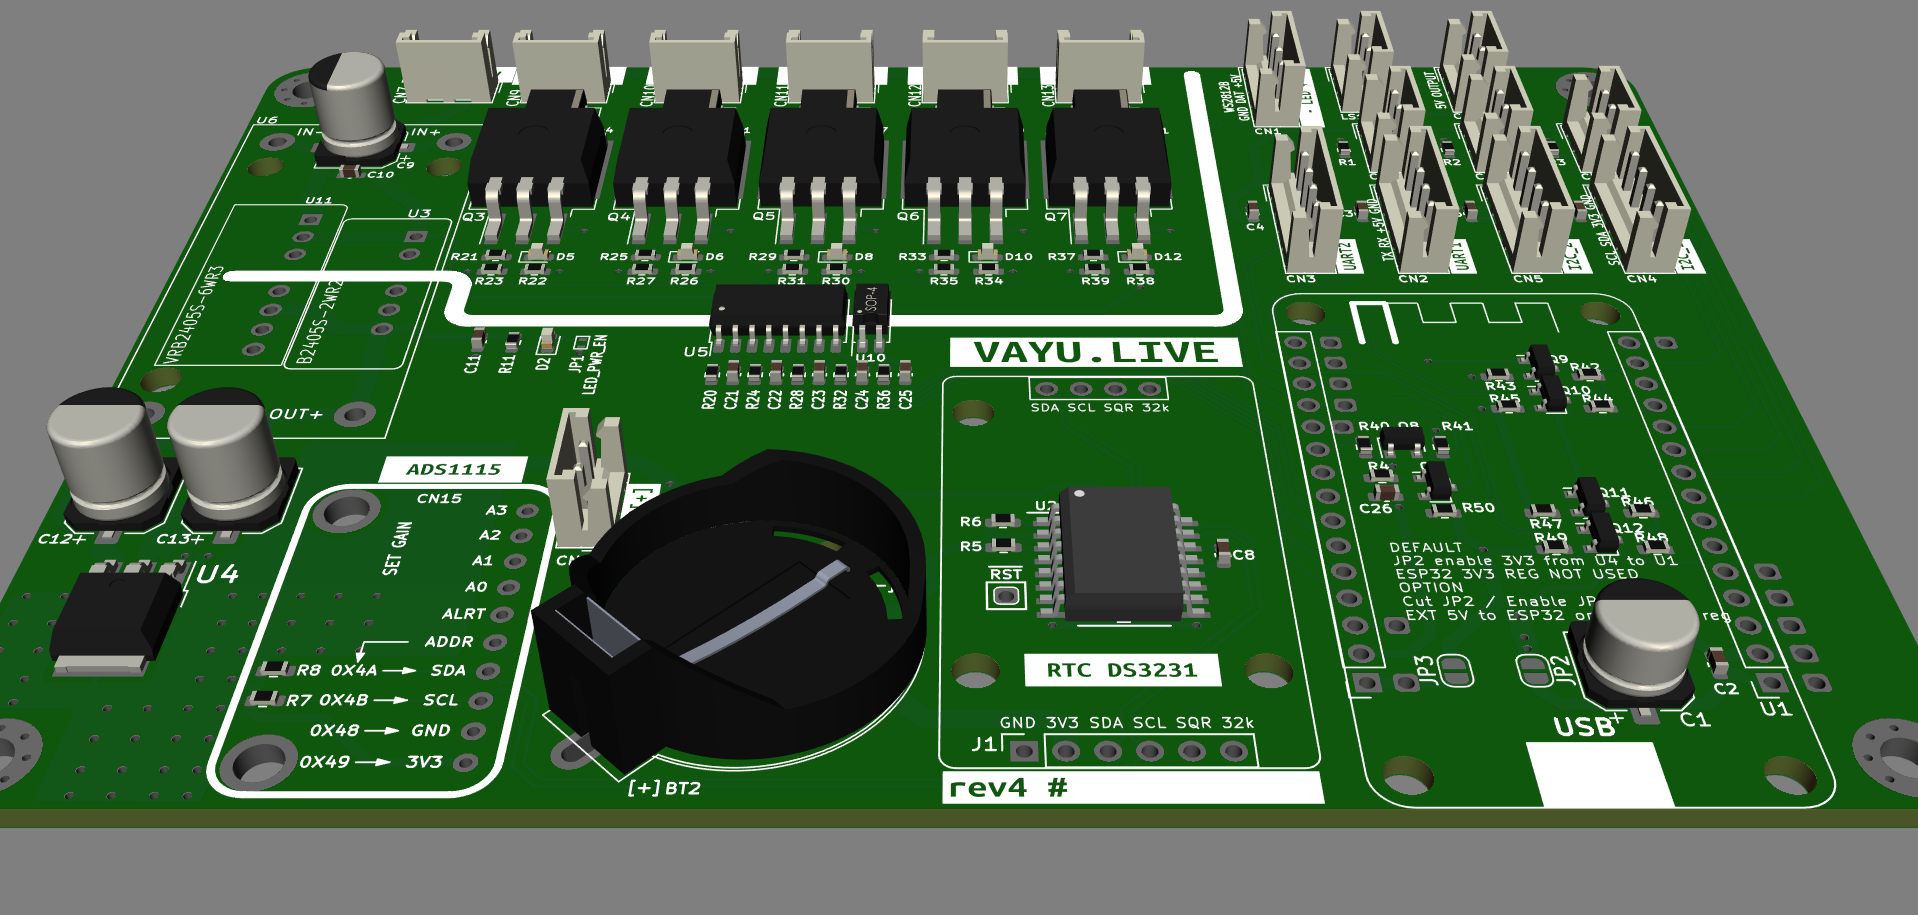 CN7
CN9
CN10
CN11
CN12
CN13
WS2812B
GND DAT +5V
CN1
5V OUTPUT
U6
IN-
IN+
C9
C10
R1
R2
U11
U3
Q3
Q4
Q5
Q6
Q7
C4
TX RX +5V GND
SCL SDA 3V3 GND
UART2
UART1
CN3
CN2
CN5
CN4
R21
D5
R25
D6
R29
D8
R33
D10
R37
D12
R23
R22
R27
R26
R31
R30
R35
R34
R39
R38
VRB2405S-6WR3
B2405S-2WR2
SOP-4
C11
R11
D2
JP1
LED_PWR_EN
U5
U10
VAYU.LIVE
R20
C21
R24
C22
R28
C23
R32
C24
R36
C25
Q9
R43
R42
Q10
R45
R44
SDA SCL SQR 32k
OUT+
R40
Q8
R41
ADS1115
CN15
A3
A2
A1
A0
ALRT
ADDR
SET GAIN
C12+
C13+
U4
R8 0X4A
SDA
R7 0X4B
SCL
0X48
GND
0X49
3V3
[+] BT2
R6
R5
RST
C8
RTC DS3231
GND 3V3 SDA SCL SQR 32k
J1
rev4 #
C26
R50
Q11
R46
R47
Q12
R49
R48
DEFAULT
JP2 enable 3V3 from U4 to U1
ESP32 3V3 REG NOT USED
OPTION
Cut JP2 / Enable
EXT 5V to ESP32
reg
JP3
JP2
C2
C1
U1
USB